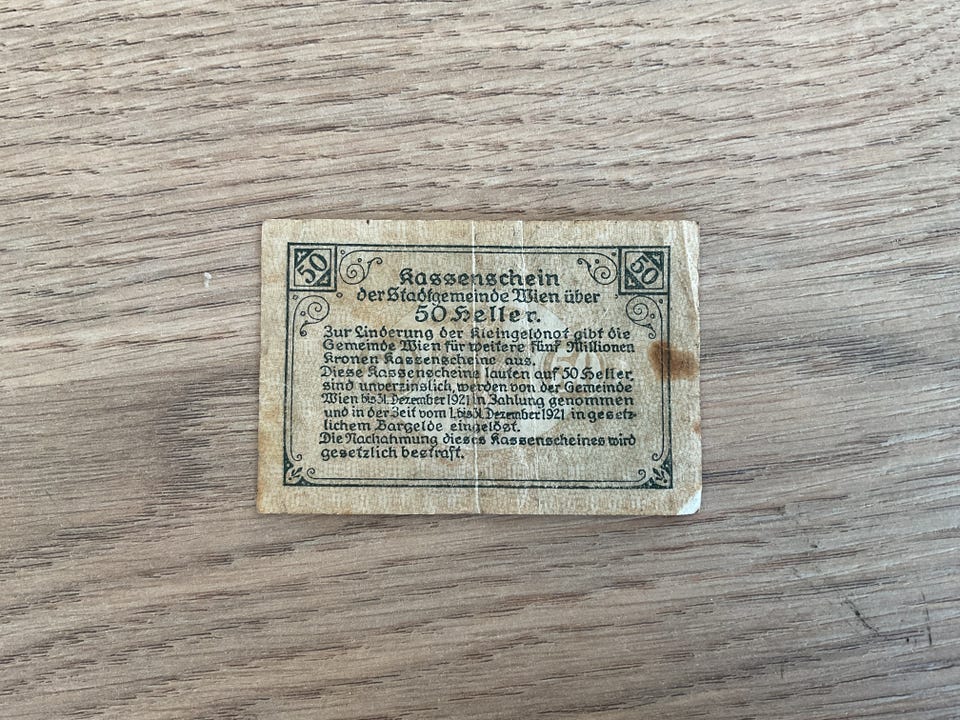 50 50
Kassenschein
der Stadtgemeinde Wien über
50 Heller.
Zur Linderung der Kleingeldnot gibt die
Gemeinde Wien für weitere fünf Millionen
Kronen Kassenscheine aus.
Diese Kassenscheine lauten auf 50 Heller,
sind unverzinslich, werden von der Gemeinde
Wien bis 31. Dezember 1921 in Zahlung genommen
und in der Zeit vom 1. bis 31. Dezember 1921 in gesetz-
lichem Bargelde eingelöst.
Die Nachahmung dieses Kassenscheines wird
gesetzlich bestraft.